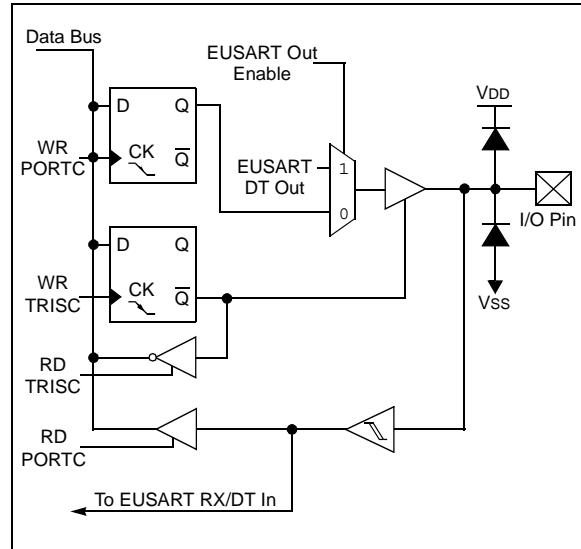 Data Bus
EUSART Out
Enable
VDD
D
Q
WR
PORTC
CK
Q
EUSART
DT Out
1
0
I/O Pin
D
Q
WR
TRISC
CK
Q
VSS
RD
TRISC
RD
PORTC
To EUSART RX/DT In